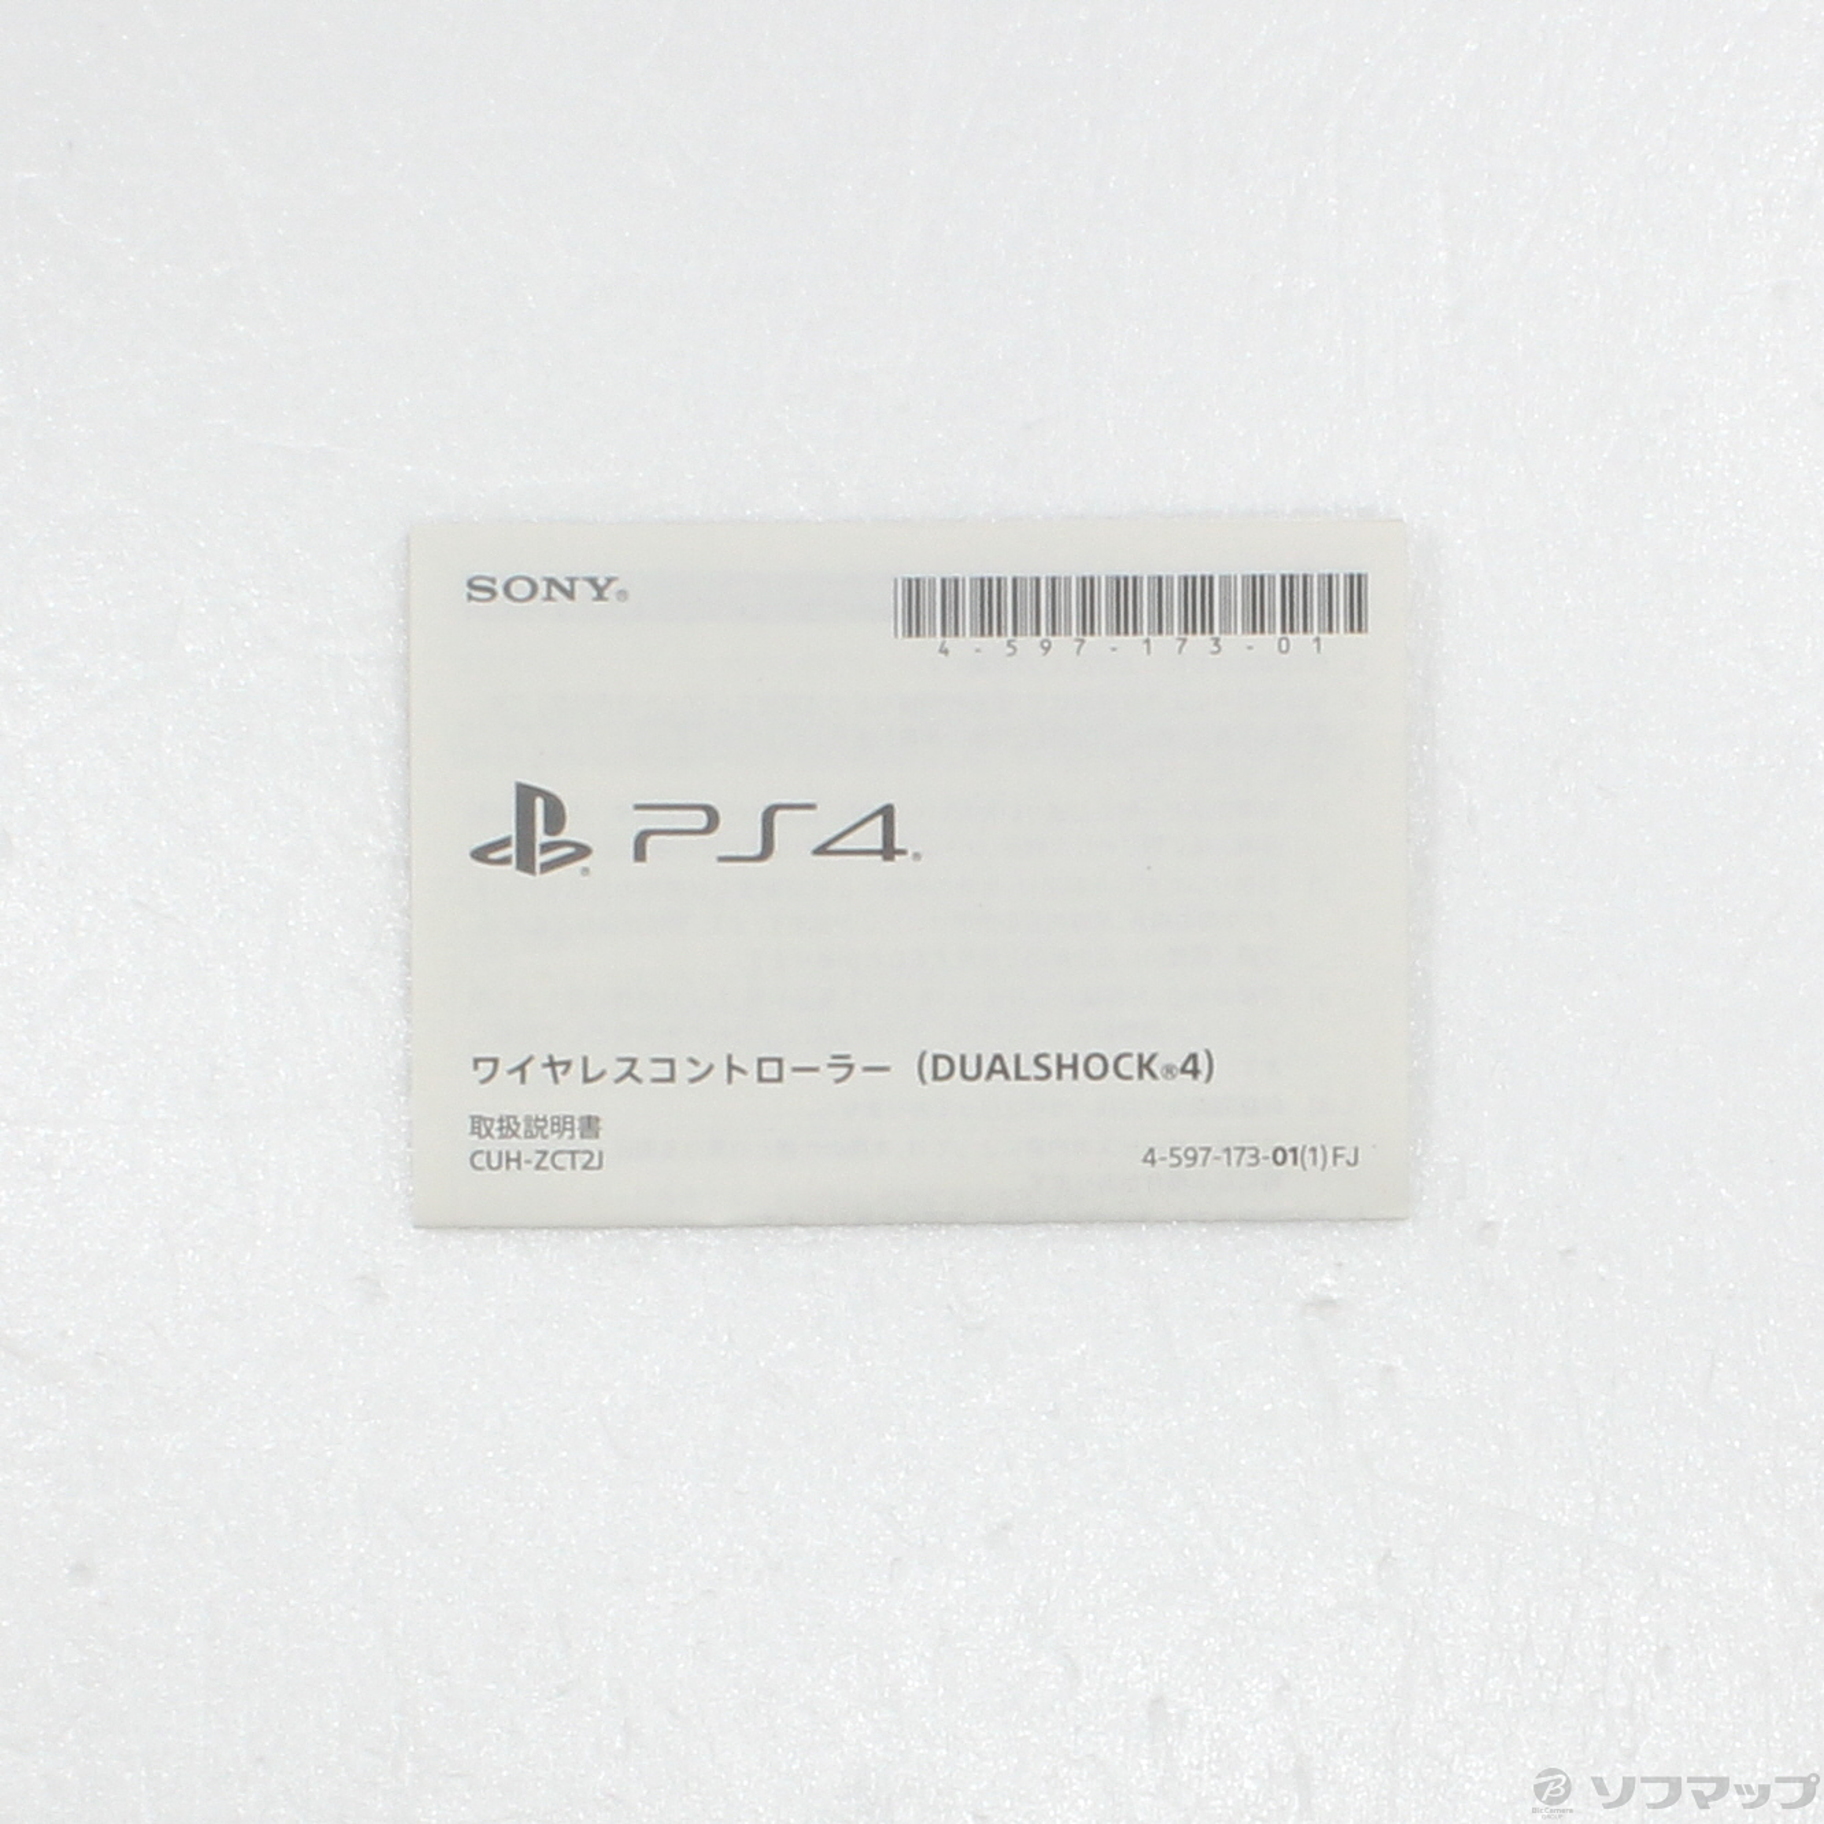 SONY®
4-597-173-01
PS4®
ワイヤレスコントローラー（DUALSHOCK®4）
取扱説明書
CUH-ZCT2J
4-597-173-01(1) FJ
ソフマップ